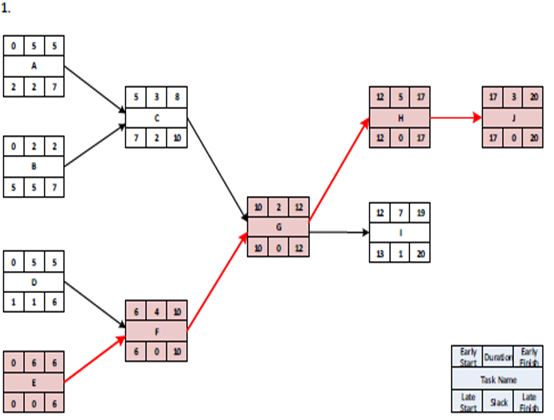 1.
0 5 5
A
2 2 7
0 2 2
B
5 5 7
5 3 8
C
7 2 10
0 5 5
D
1 1 6
0 6 6
E
0 0 6
6 4 10
F
6 0 10
10 2 12
G
10 0 12
12 5 17
H
12 0 17
17 3 20
J
17 0 20
12 7 19
I
13 1 20
Early Start Duration Early Finish
Task Name
Late Start Slack Late Finish